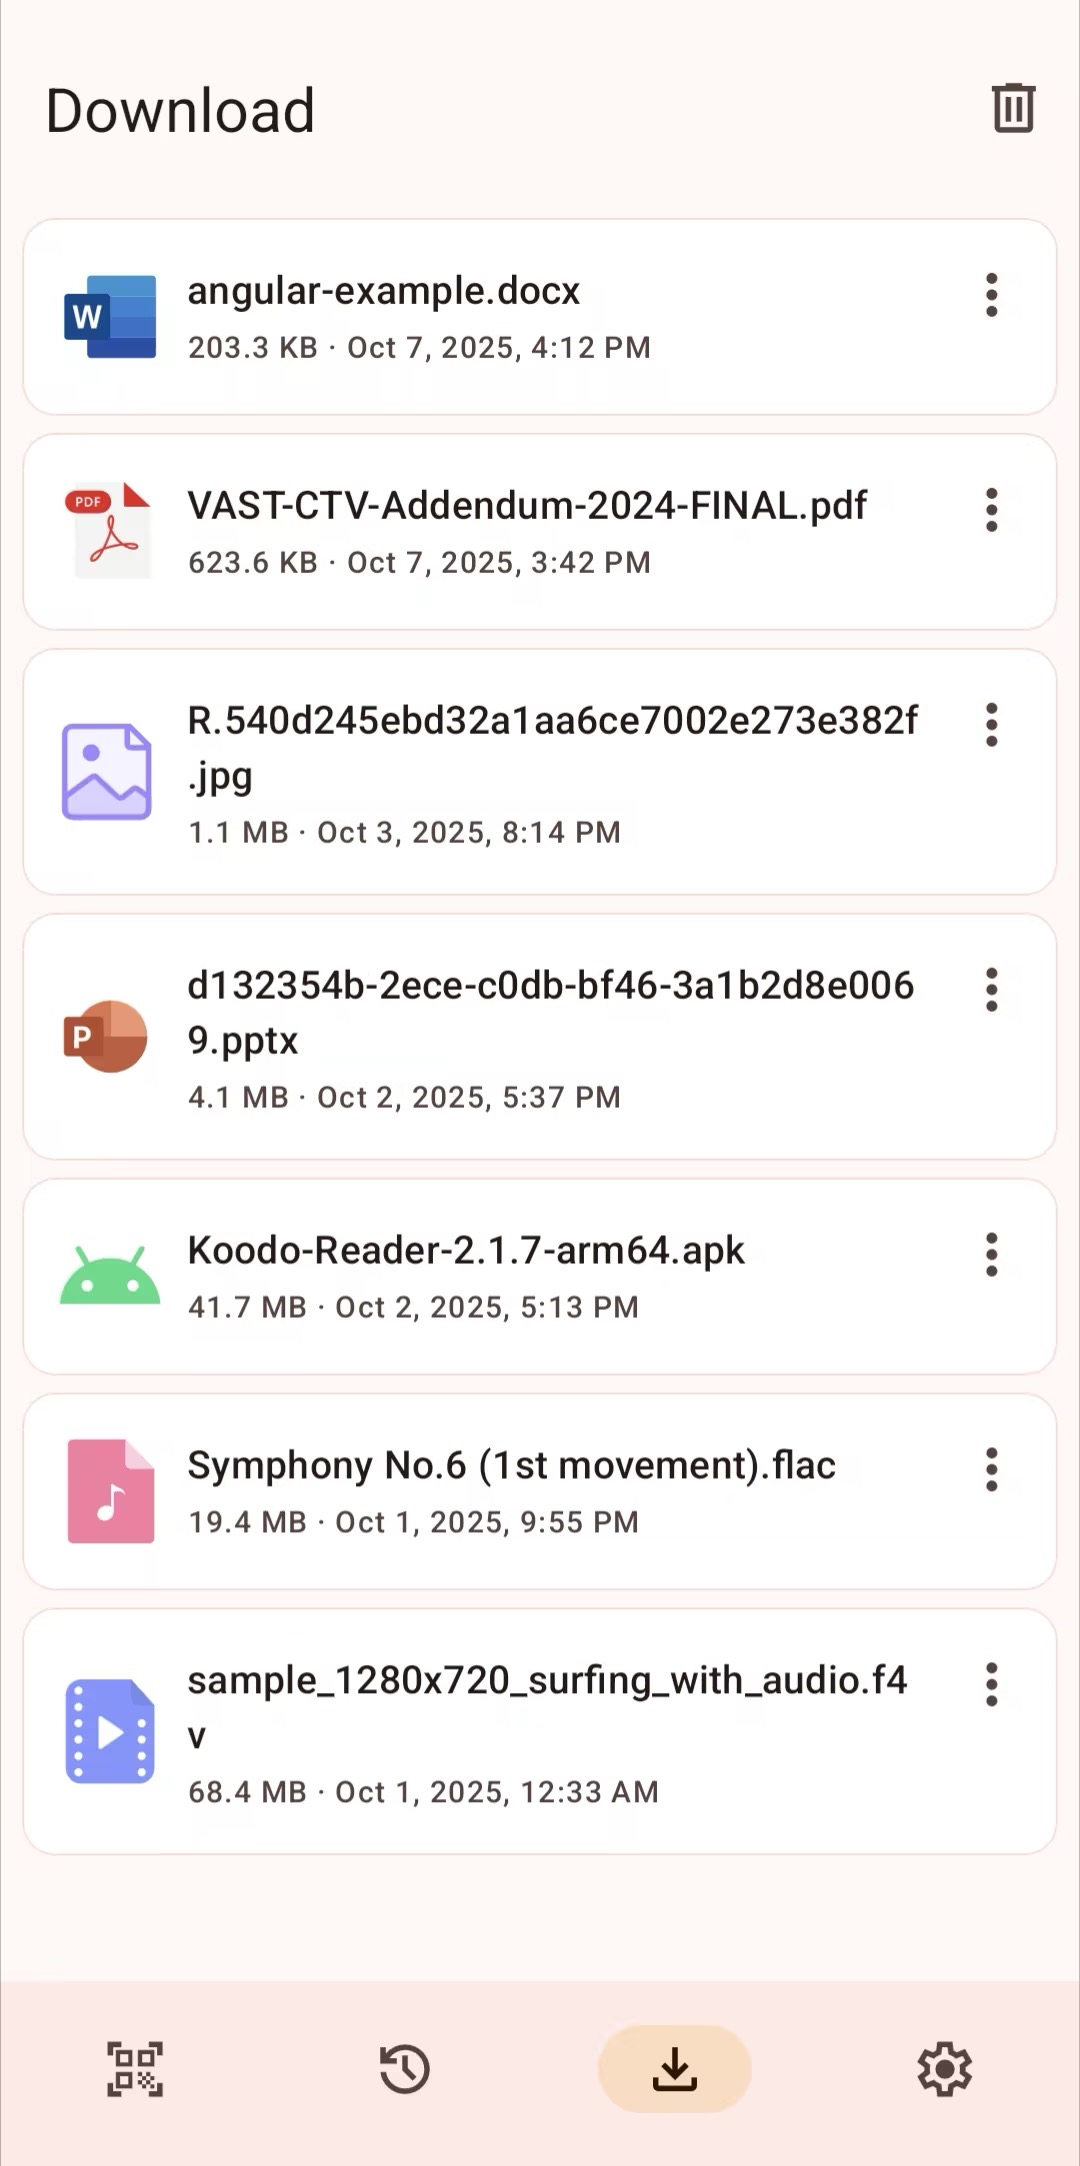 Download
W
angular-example.docx
203.3 KB · Oct 7, 2025, 4:12 PM
PDF
VAST-CTV-Addendum-2024-FINAL.pdf
623.6 KB · Oct 7, 2025, 3:42 PM
R.540d245ebd32a1aa6ce7002e273e382f
.jpg
1.1 MB · Oct 3, 2025, 8:14 PM
d132354b-2ece-c0db-bf46-3a1b2d8e006
P
9.pptx
4.1 MB · Oct 2, 2025, 5:37 PM
Koodo-Reader-2.1.7-arm64.apk
41.7 MB · Oct 2, 2025, 5:13 PM
Symphony No.6 (1st movement).flac
19.4 MB · Oct 1, 2025, 9:55 PM
sample_1280x720_surfing_with_audio.f4
v
68.4 MB · Oct 1, 2025, 12:33 AM